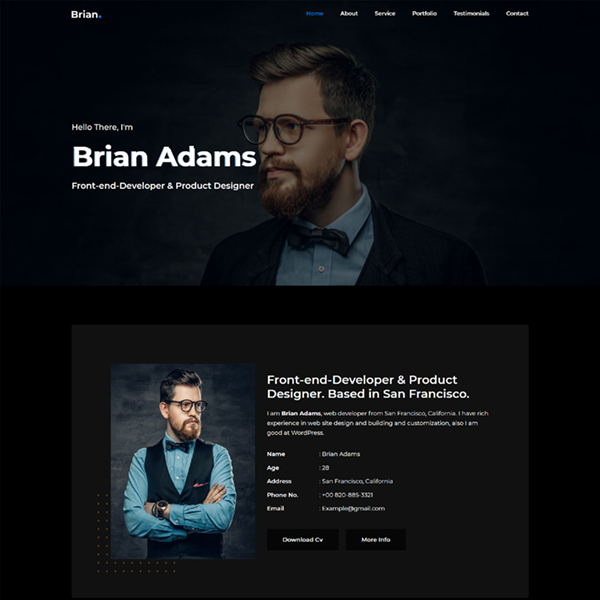 Brian.
Home About Service Portfolio Testimonials Contact
Hello There, I'm
Brian Adams
Front-end-Developer & Product Designer
Front-end-Developer & Product
Designer. Based in San Francisco.
I am Brian Adams, web developer from San Francisco, California. I have rich
experience in web site design and building and customization, also I am
good at WordPress.
Name : Brian Adams
Age : 28
Address : San Francisco, California
Phone No. : +00 820-885-3321
Email : Example@gmail.com
Download Cv More Info